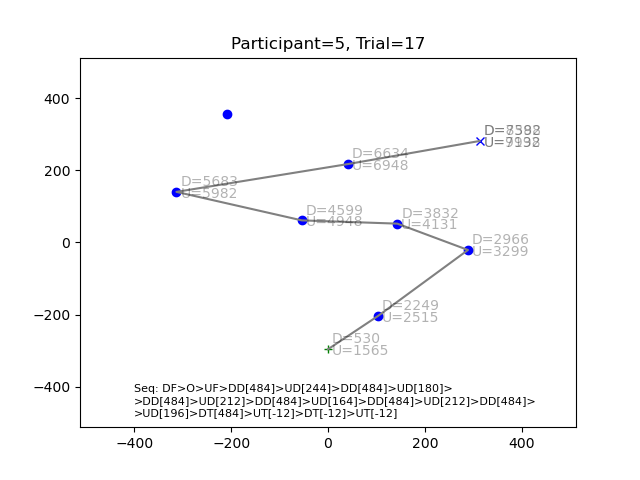 Participant=5, Trial=17
400
200
0
−200
−400
D=6634
U=6948
D=5683
U=5982
D=4599
U=4948
D=3832
U=4131
D=2966
U=3299
D=2249
U=2515
D=530
U=1565
Seq: DF>O>UF>DD[484]>UD[244]>DD[484]>UD[180]>
>DD[484]>UD[212]>DD[484]>UD[164]>DD[484]>UD[212]>DD[484]>
>UD[196]>DT[484]>UT[-12]>DT[-12]>UT[-12]
−400 −200 0 200 400